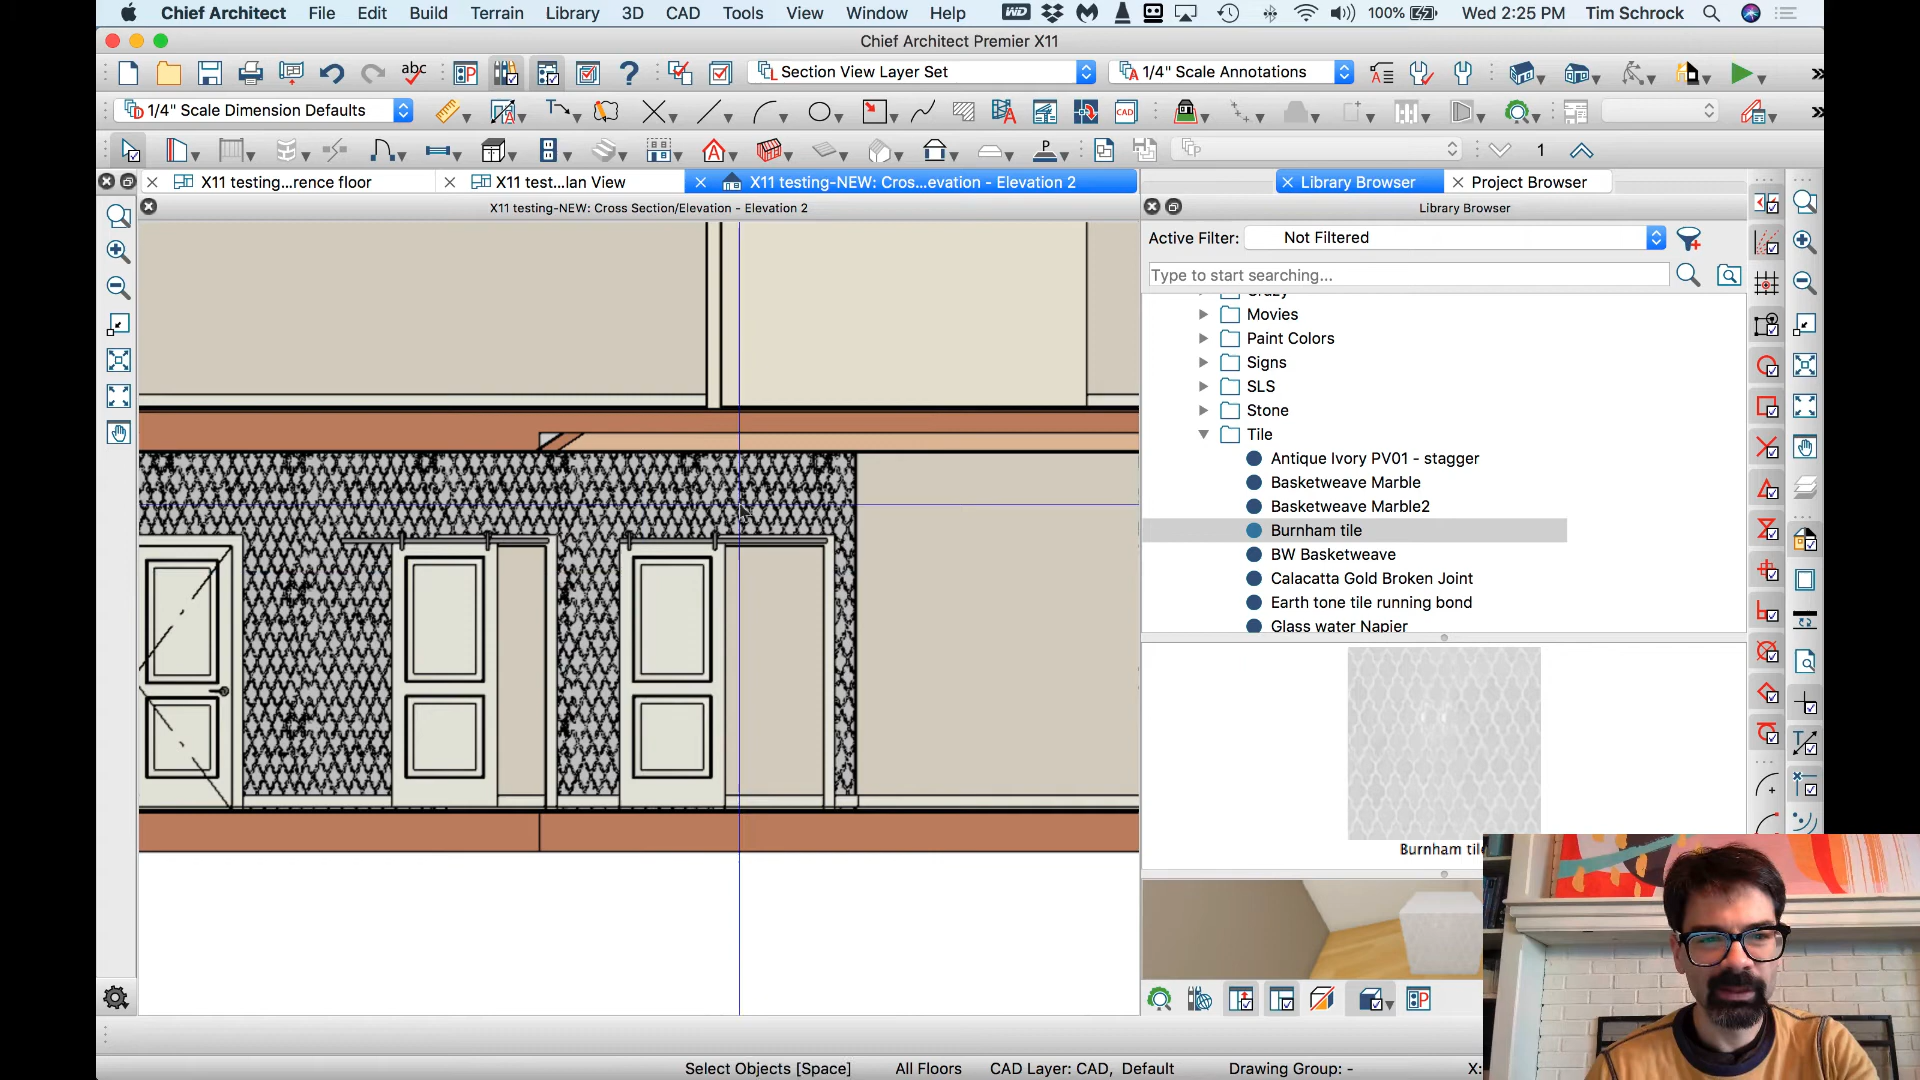 Chief Architect File Edit Build Terrain Library 3D CAD Tools View Window Help WD 100% Wed 2:25 PM Tim Schrock
Chief Architect Premier X11
abc ? Section View Layer Set A 1/4" Scale Annotations »
1/4" Scale Dimension Defaults CAD »
1
X11 testing...rence floor X11 test...lan View X11 testing-NEW: Cros...evation - Elevation 2 Library Browser Project Browser
X11 testing-NEW: Cross Section/Elevation - Elevation 2
Library Browser
Active Filter: Not Filtered
Type to start searching...
Crazy
Movies
Paint Colors
Signs
SLS
Stone
Tile
Antique Ivory PV01 - stagger
Basketweave Marble
Basketweave Marble2
Burnham tile
BW Basketweave
Calacatta Gold Broken Joint
Earth tone tile running bond
Glass water Napier
Burnham tile
Select Objects [Space] All Floors CAD Layer: CAD, Default Drawing Group: - X: